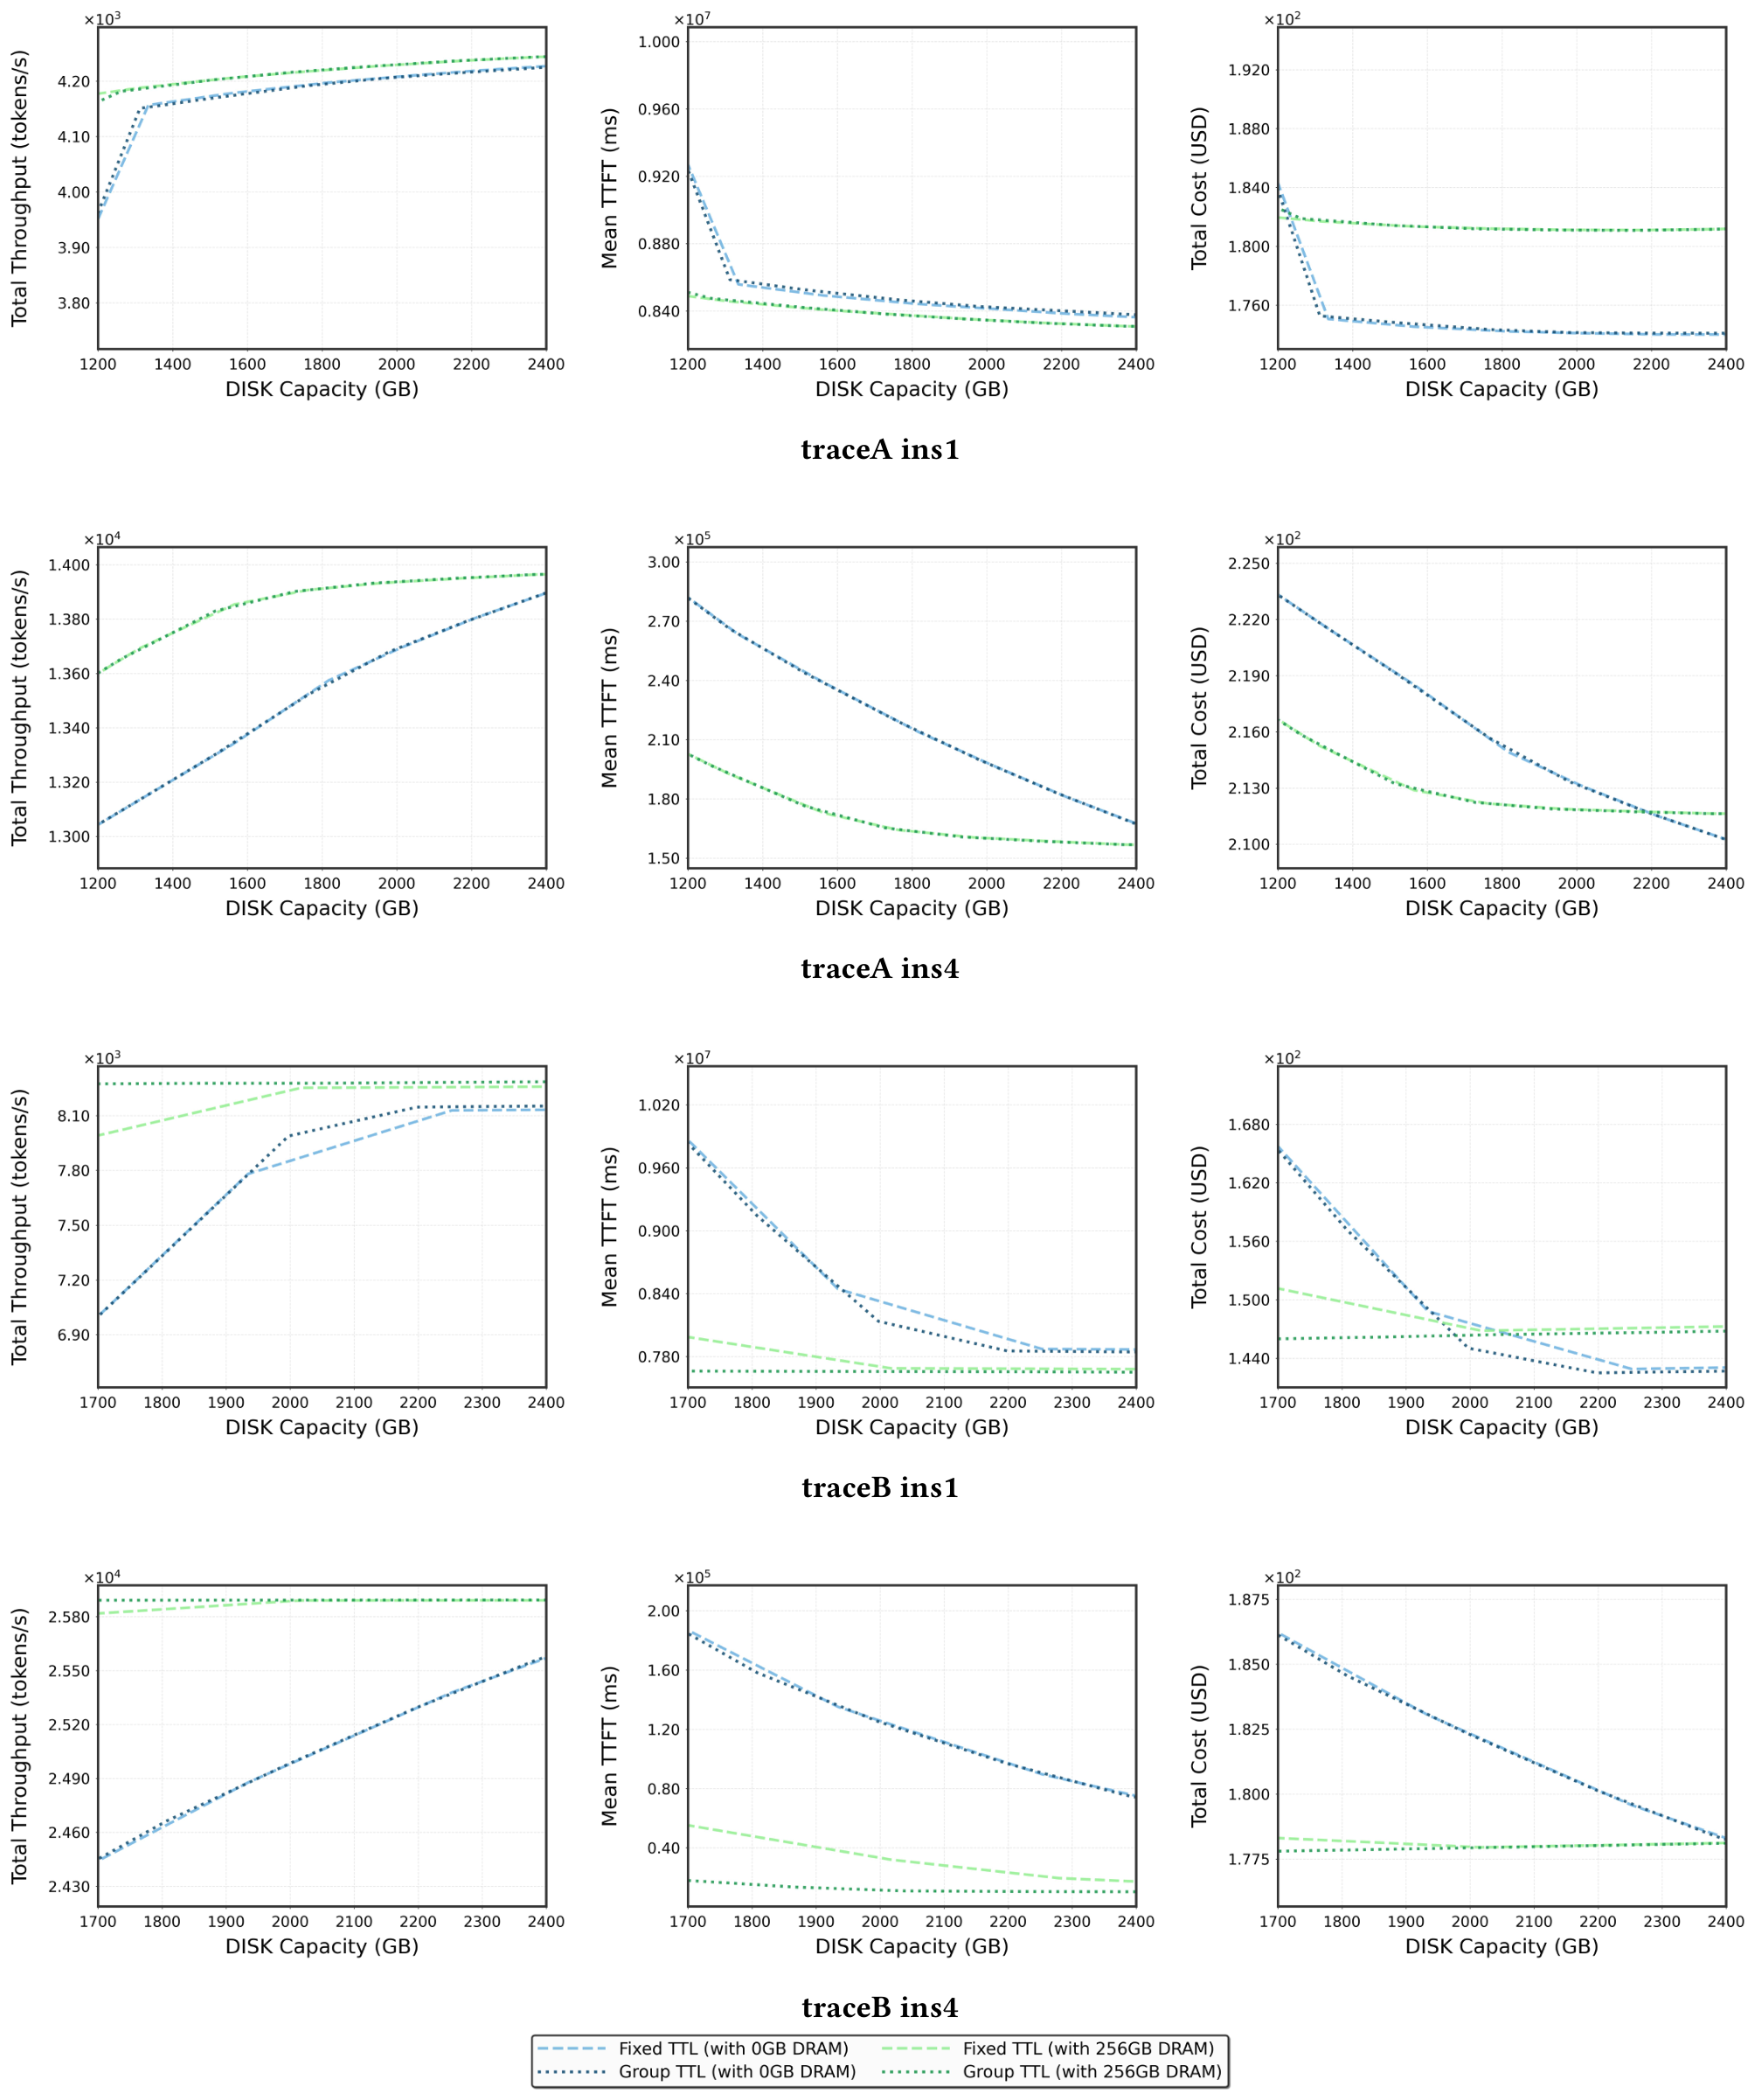 ×10³ ×10⁷ ×10²
Total Throughput (tokens/s)
4.20
4.10
4.00
3.90
3.80
1200 1400 1600 1800 2000 2200 2400
DISK Capacity (GB)
Mean TTFT (ms)
1.000
0.960
0.920
0.880
0.840
1200 1400 1600 1800 2000 2200 2400
DISK Capacity (GB)
Total Cost (USD)
1.920
1.880
1.840
1.800
1.760
1200 1400 1600 1800 2000 2200 2400
DISK Capacity (GB)
traceA ins1
×10⁴ ×10⁵ ×10²
Total Throughput (tokens/s)
1.400
1.380
1.360
1.340
1.320
1.300
1200 1400 1600 1800 2000 2200 2400
DISK Capacity (GB)
Mean TTFT (ms)
3.00
2.70
2.40
2.10
1.80
1.50
1200 1400 1600 1800 2000 2200 2400
DISK Capacity (GB)
Total Cost (USD)
2.250
2.220
2.190
2.160
2.130
2.100
1200 1400 1600 1800 2000 2200 2400
DISK Capacity (GB)
traceA ins4
×10³ ×10⁷ ×10²
Total Throughput (tokens/s)
8.10
7.80
7.50
7.20
6.90
1700 1800 1900 2000 2100 2200 2300 2400
DISK Capacity (GB)
Mean TTFT (ms)
1.020
0.960
0.900
0.840
0.780
1700 1800 1900 2000 2100 2200 2300 2400
DISK Capacity (GB)
Total Cost (USD)
1.680
1.620
1.560
1.500
1.440
1700 1800 1900 2000 2100 2200 2300 2400
DISK Capacity (GB)
traceB ins1
×10⁴ ×10⁵ ×10²
Total Throughput (tokens/s)
2.580
2.550
2.520
2.490
2.460
2.430
1700 1800 1900 2000 2100 2200 2300 2400
DISK Capacity (GB)
Mean TTFT (ms)
2.00
1.60
1.20
0.80
0.40
1700 1800 1900 2000 2100 2200 2300 2400
DISK Capacity (GB)
Total Cost (USD)
1.875
1.850
1.825
1.800
1.775
1700 1800 1900 2000 2100 2200 2300 2400
DISK Capacity (GB)
traceB ins4
Fixed TTL (with 0GB DRAM) Fixed TTL (with 256GB DRAM)
Group TTL (with 0GB DRAM) Group TTL (with 256GB DRAM)